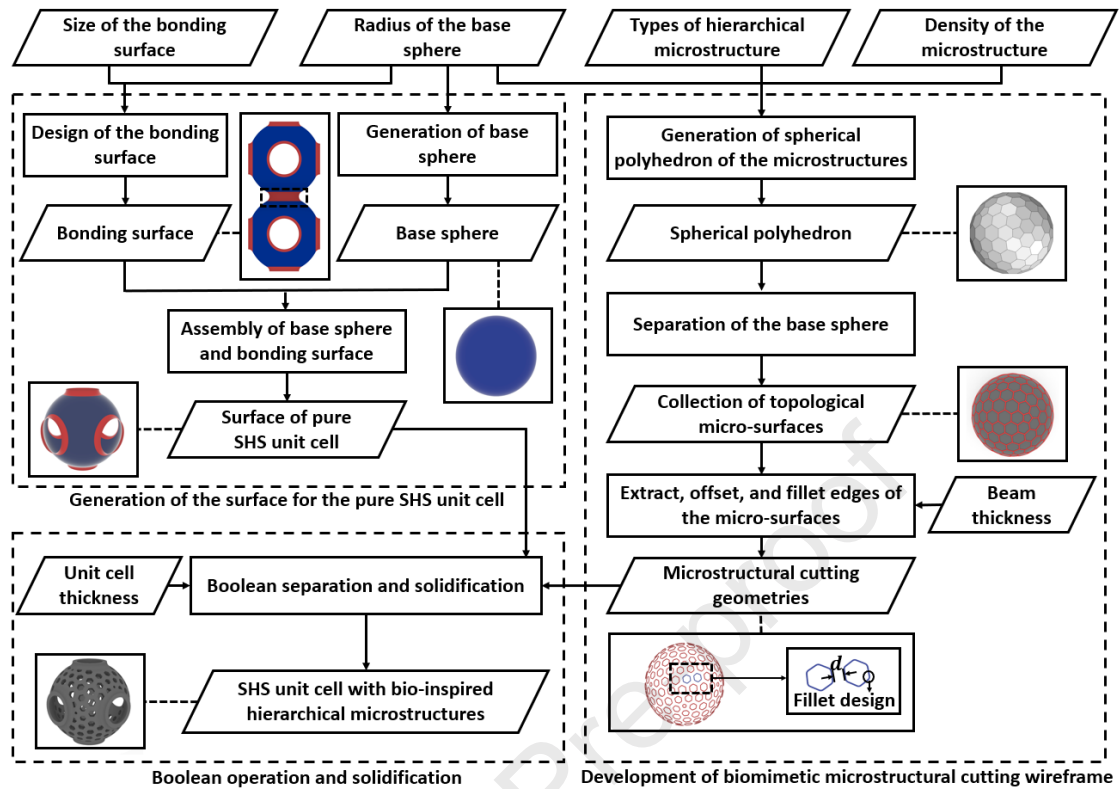 Size of the bonding
surface
Radius of the base
sphere
Types of hierarchical
microstructure
Density of the
microstructure
Design of the bonding
surface
Generation of base
sphere
Bonding surface
Base sphere
Assembly of base sphere
and bonding surface
Surface of pure
SHS unit cell
Generation of the surface for the pure SHS unit cell
Generation of spherical
polyhedron of the microstructures
Spherical polyhedron
Separation of the base sphere
Collection of topological
micro-surfaces
Extract, offset, and fillet edges of
the micro-surfaces
Beam
thickness
Microstructural cutting
geometries
d
Fillet design
Development of biomimetic microstructural cutting wireframe
Unit cell
thickness
Boolean separation and solidification
SHS unit cell with bio-inspired
hierarchical microstructures
Boolean operation and solidification
Pre-proof